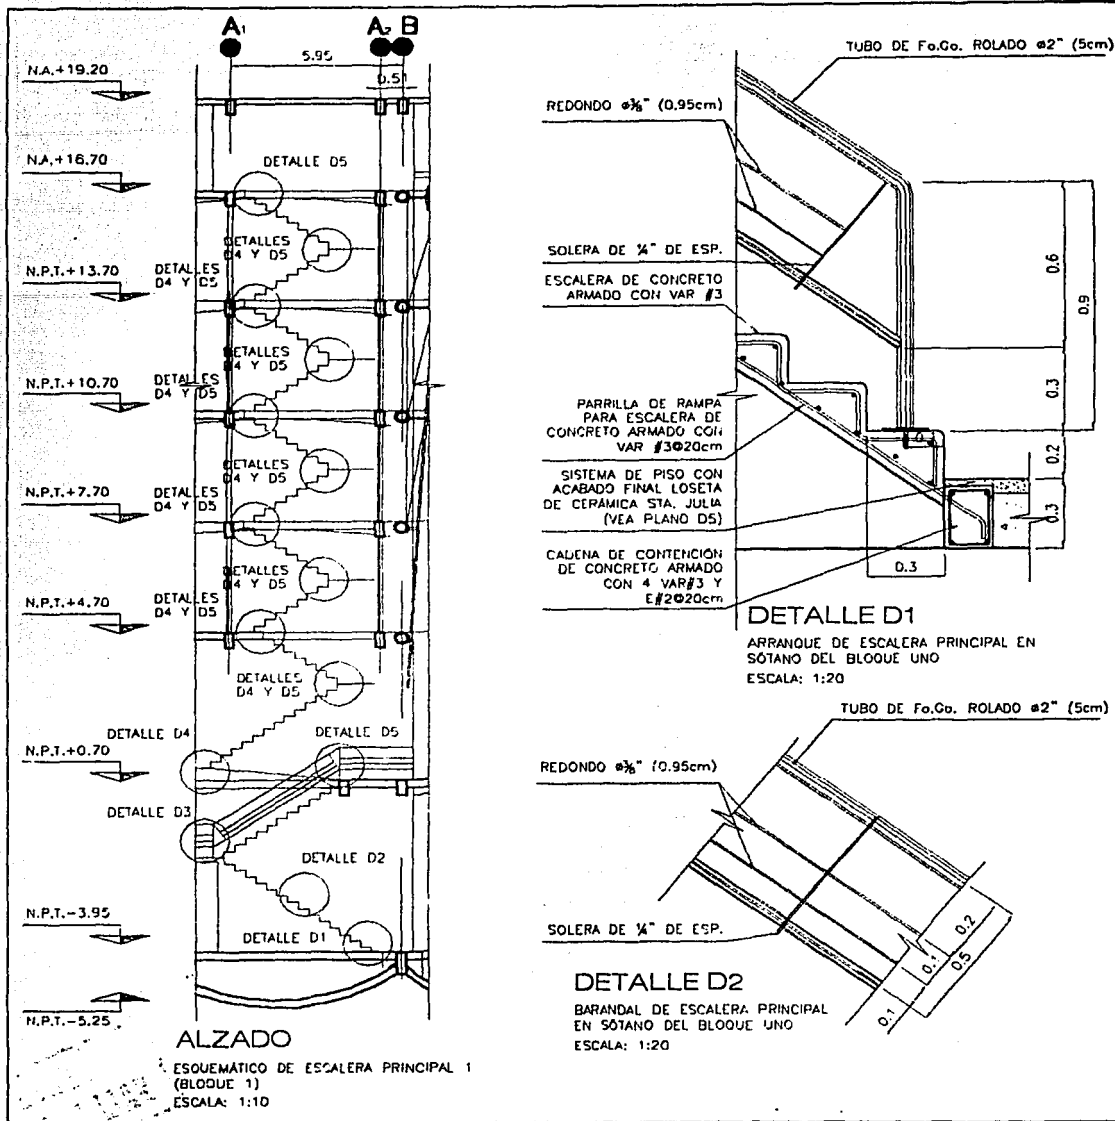 A1
A2
B
5.95
0.51
N.A.+19.20
N.A.+16.70
N.P.T.+13.70
N.P.T.+10.70
N.P.T.+7.70
N.P.T.+4.70
N.P.T.+0.70
N.P.T.-3.95
N.P.T.-5.25
DETALLE D5
DETALLES
D4 Y D5
DETALLES
D4 Y D5
DETALLES
D4 Y D5
DETALLES
D4 Y D5
DETALLES
D4 Y D5
DETALLES
D4 Y D5
DETALLES
D4 Y D5
DETALLES
D4 Y D5
DETALLES
D4 Y D5
DETALLE D4
DETALLE D5
DETALLE D3
DETALLE D2
DETALLE D1
ALZADO
ESQUEMÁTICO DE ESCALERA PRINCIPAL 1
(BLOQUE 1)
ESCALA: 1:10
TUBO DE Fo.Go. ROLADO ø2" (5cm)
REDONDO ø⅜" (0.95cm)
SOLERA DE ¼" DE ESP.
ESCALERA DE CONCRETO
ARMADO CON VAR #3
PARRILLA DE RAMPA
PARA ESCALERA DE
CONCRETO ARMADO CON
VAR #3@20cm
SISTEMA DE PISO CON
ACABADO FINAL LOSETA
DE CERÁMICA STA. JULIA
(VEA PLANO D5)
CADENA DE CONTENCIÓN
DE CONCRETO ARMADO
CON 4 VAR#3 Y
E#2@20cm
0.6
0.9
0.3
0.2
0.3
0.3
DETALLE D1
ARRANQUE DE ESCALERA PRINCIPAL EN
SÓTANO DEL BLOQUE UNO
ESCALA: 1:20
TUBO DE Fo.Go. ROLADO ø2" (5cm)
REDONDO ø⅜" (0.95cm)
SOLERA DE ¼" DE ESP.
0.2
0.1
0.5
0.1
DETALLE D2
BARANDAL DE ESCALERA PRINCIPAL
EN SÓTANO DEL BLOQUE UNO
ESCALA: 1:20